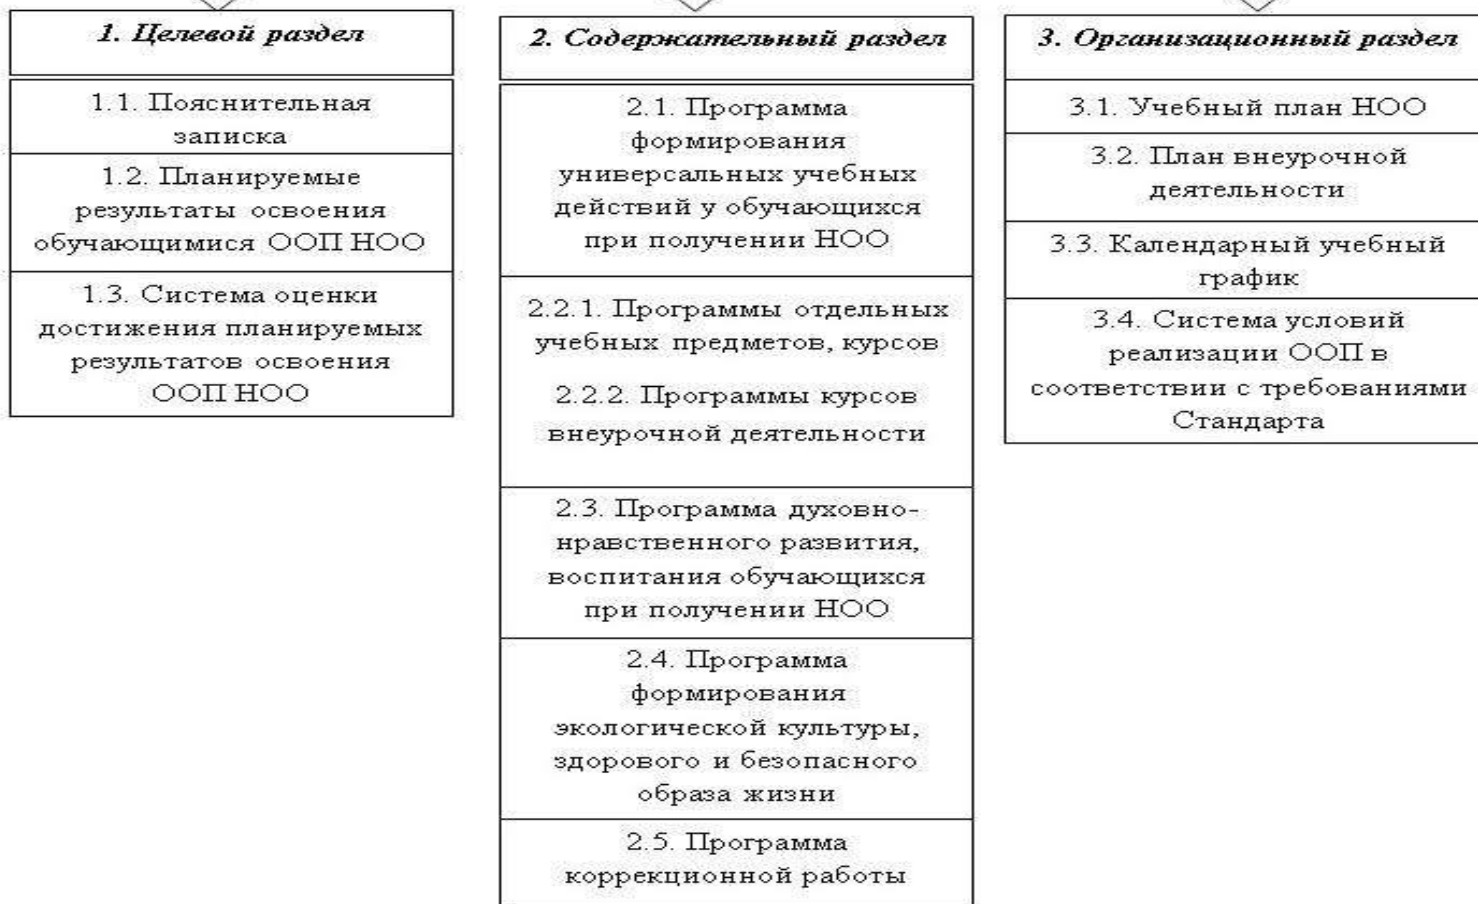 1. Целевой раздел
1.1. Пояснительная
записка
1.2. Планируемые
результаты освоения
обучающимися ООП НОО
1.3. Система оценки
достижения планируемых
результатов освоения
ООП НОО
2. Содержательный раздел
2.1. Программа
формирования
универсальных учебных
действий у обучающихся
при получении НОО
2.2.1. Программы отдельных
учебных предметов, курсов
2.2.2. Программы курсов
внеурочной деятельности
2.3. Программа духовно-
нравственного развития,
воспитания обучающихся
при получении НОО
2.4. Программа
формирования
экологической культуры,
здорового и безопасного
образа жизни
2.5. Программа
коррекционной работы
3. Организационный раздел
3.1. Учебный план НОО
3.2. План внеурочной
деятельности
3.3. Календарный учебный
график
3.4. Система условий
реализации ООП в
соответствии с требованиями
Стандарта